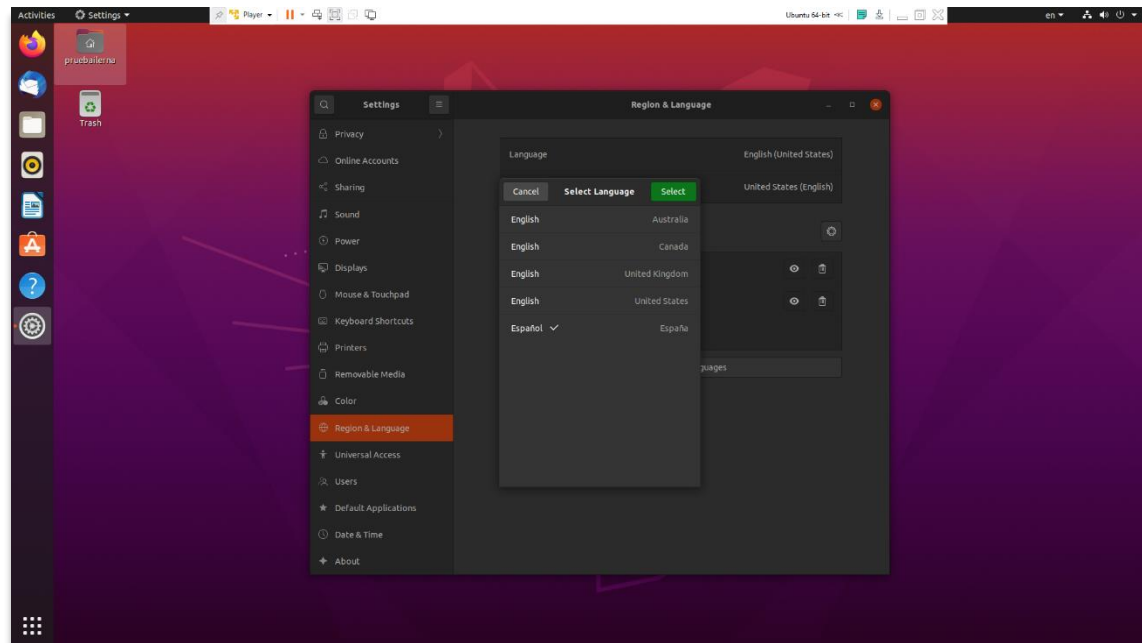 Activities Settings Player Ubuntu 64-bit en
pruebailerna
Trash
Settings
Region & Language
Privacy
Online Accounts
Sharing
Sound
Power
Displays
Mouse & Touchpad
Keyboard Shortcuts
Printers
Removable Media
Color
Region & Language
Universal Access
Users
Default Applications
Date & Time
About
Language English (United States)
United States (English)
Cancel Select Language Select
English Australia
English Canada
English United Kingdom
English United States
Español España